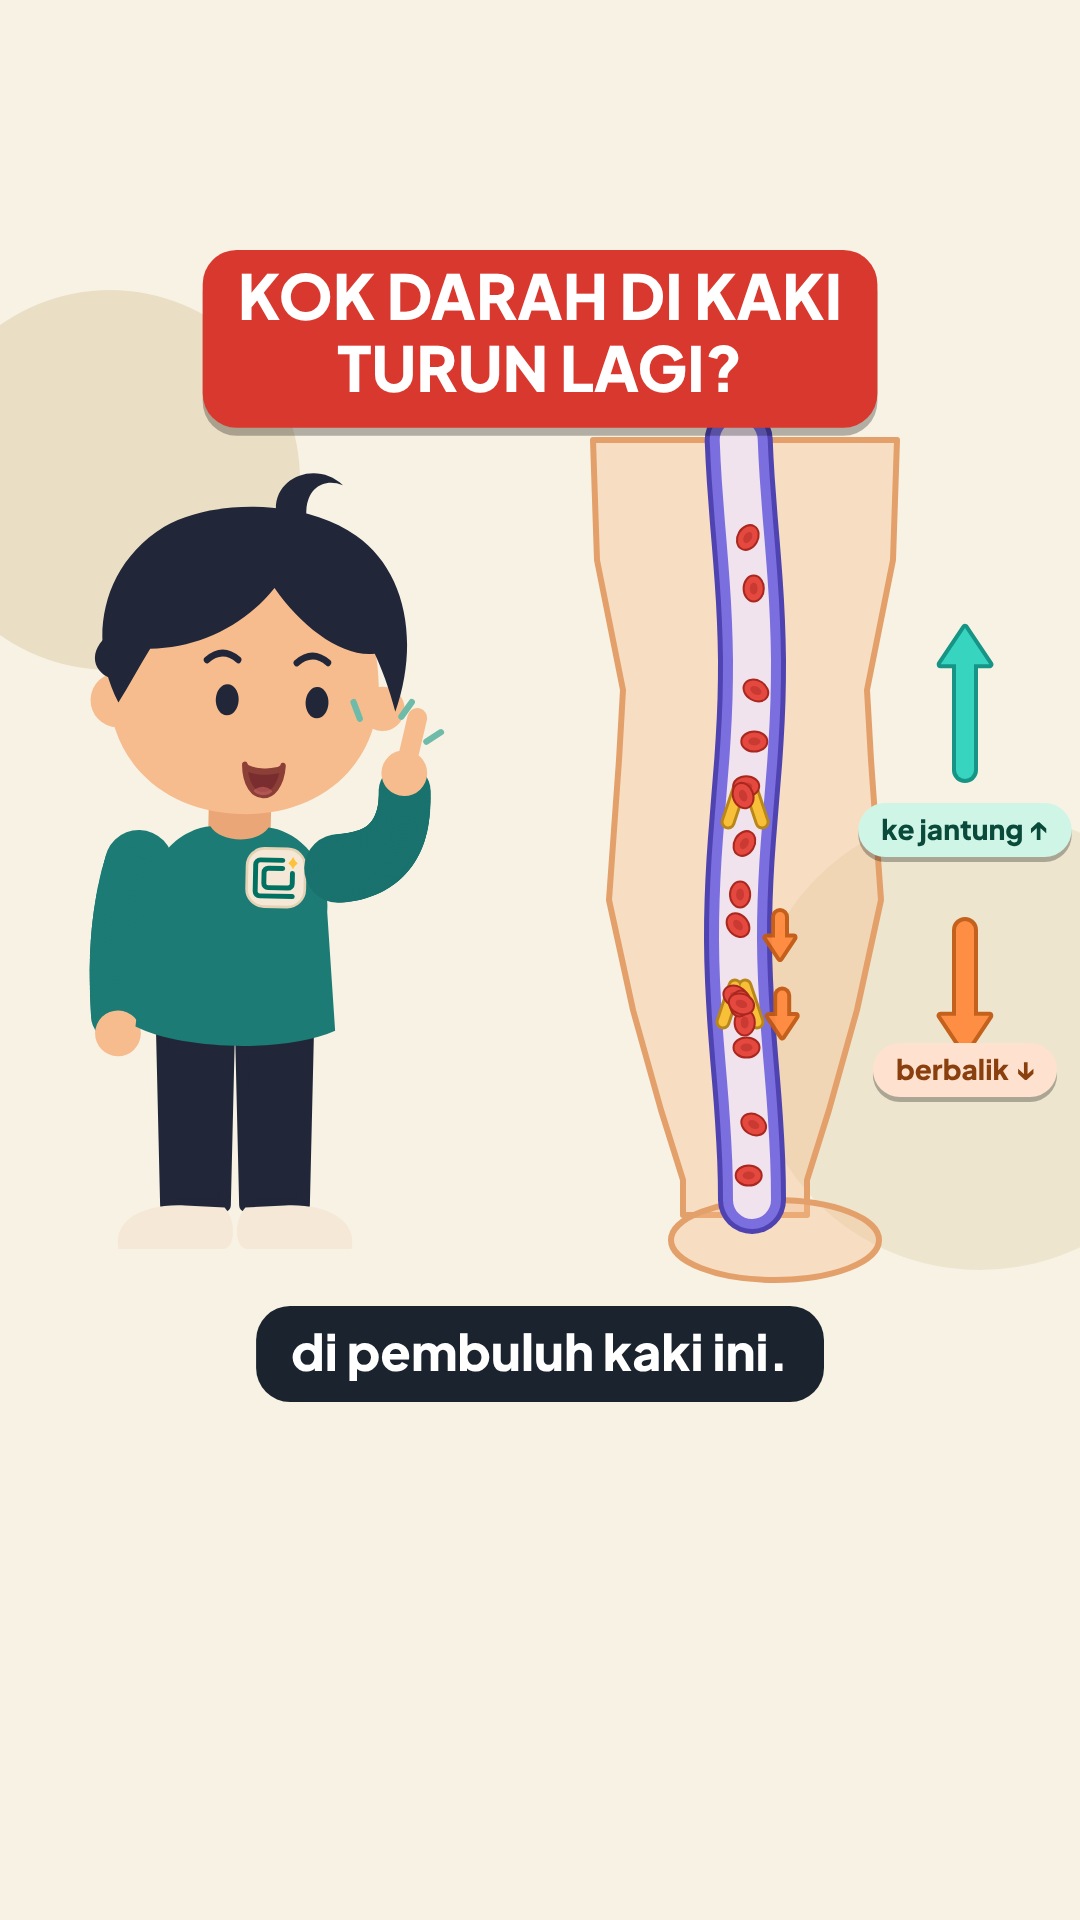 KOK DARAH DI KAKI
TURUN LAGI?
ke jantung ↑
berbalik ↓
di pembuluh kaki ini.